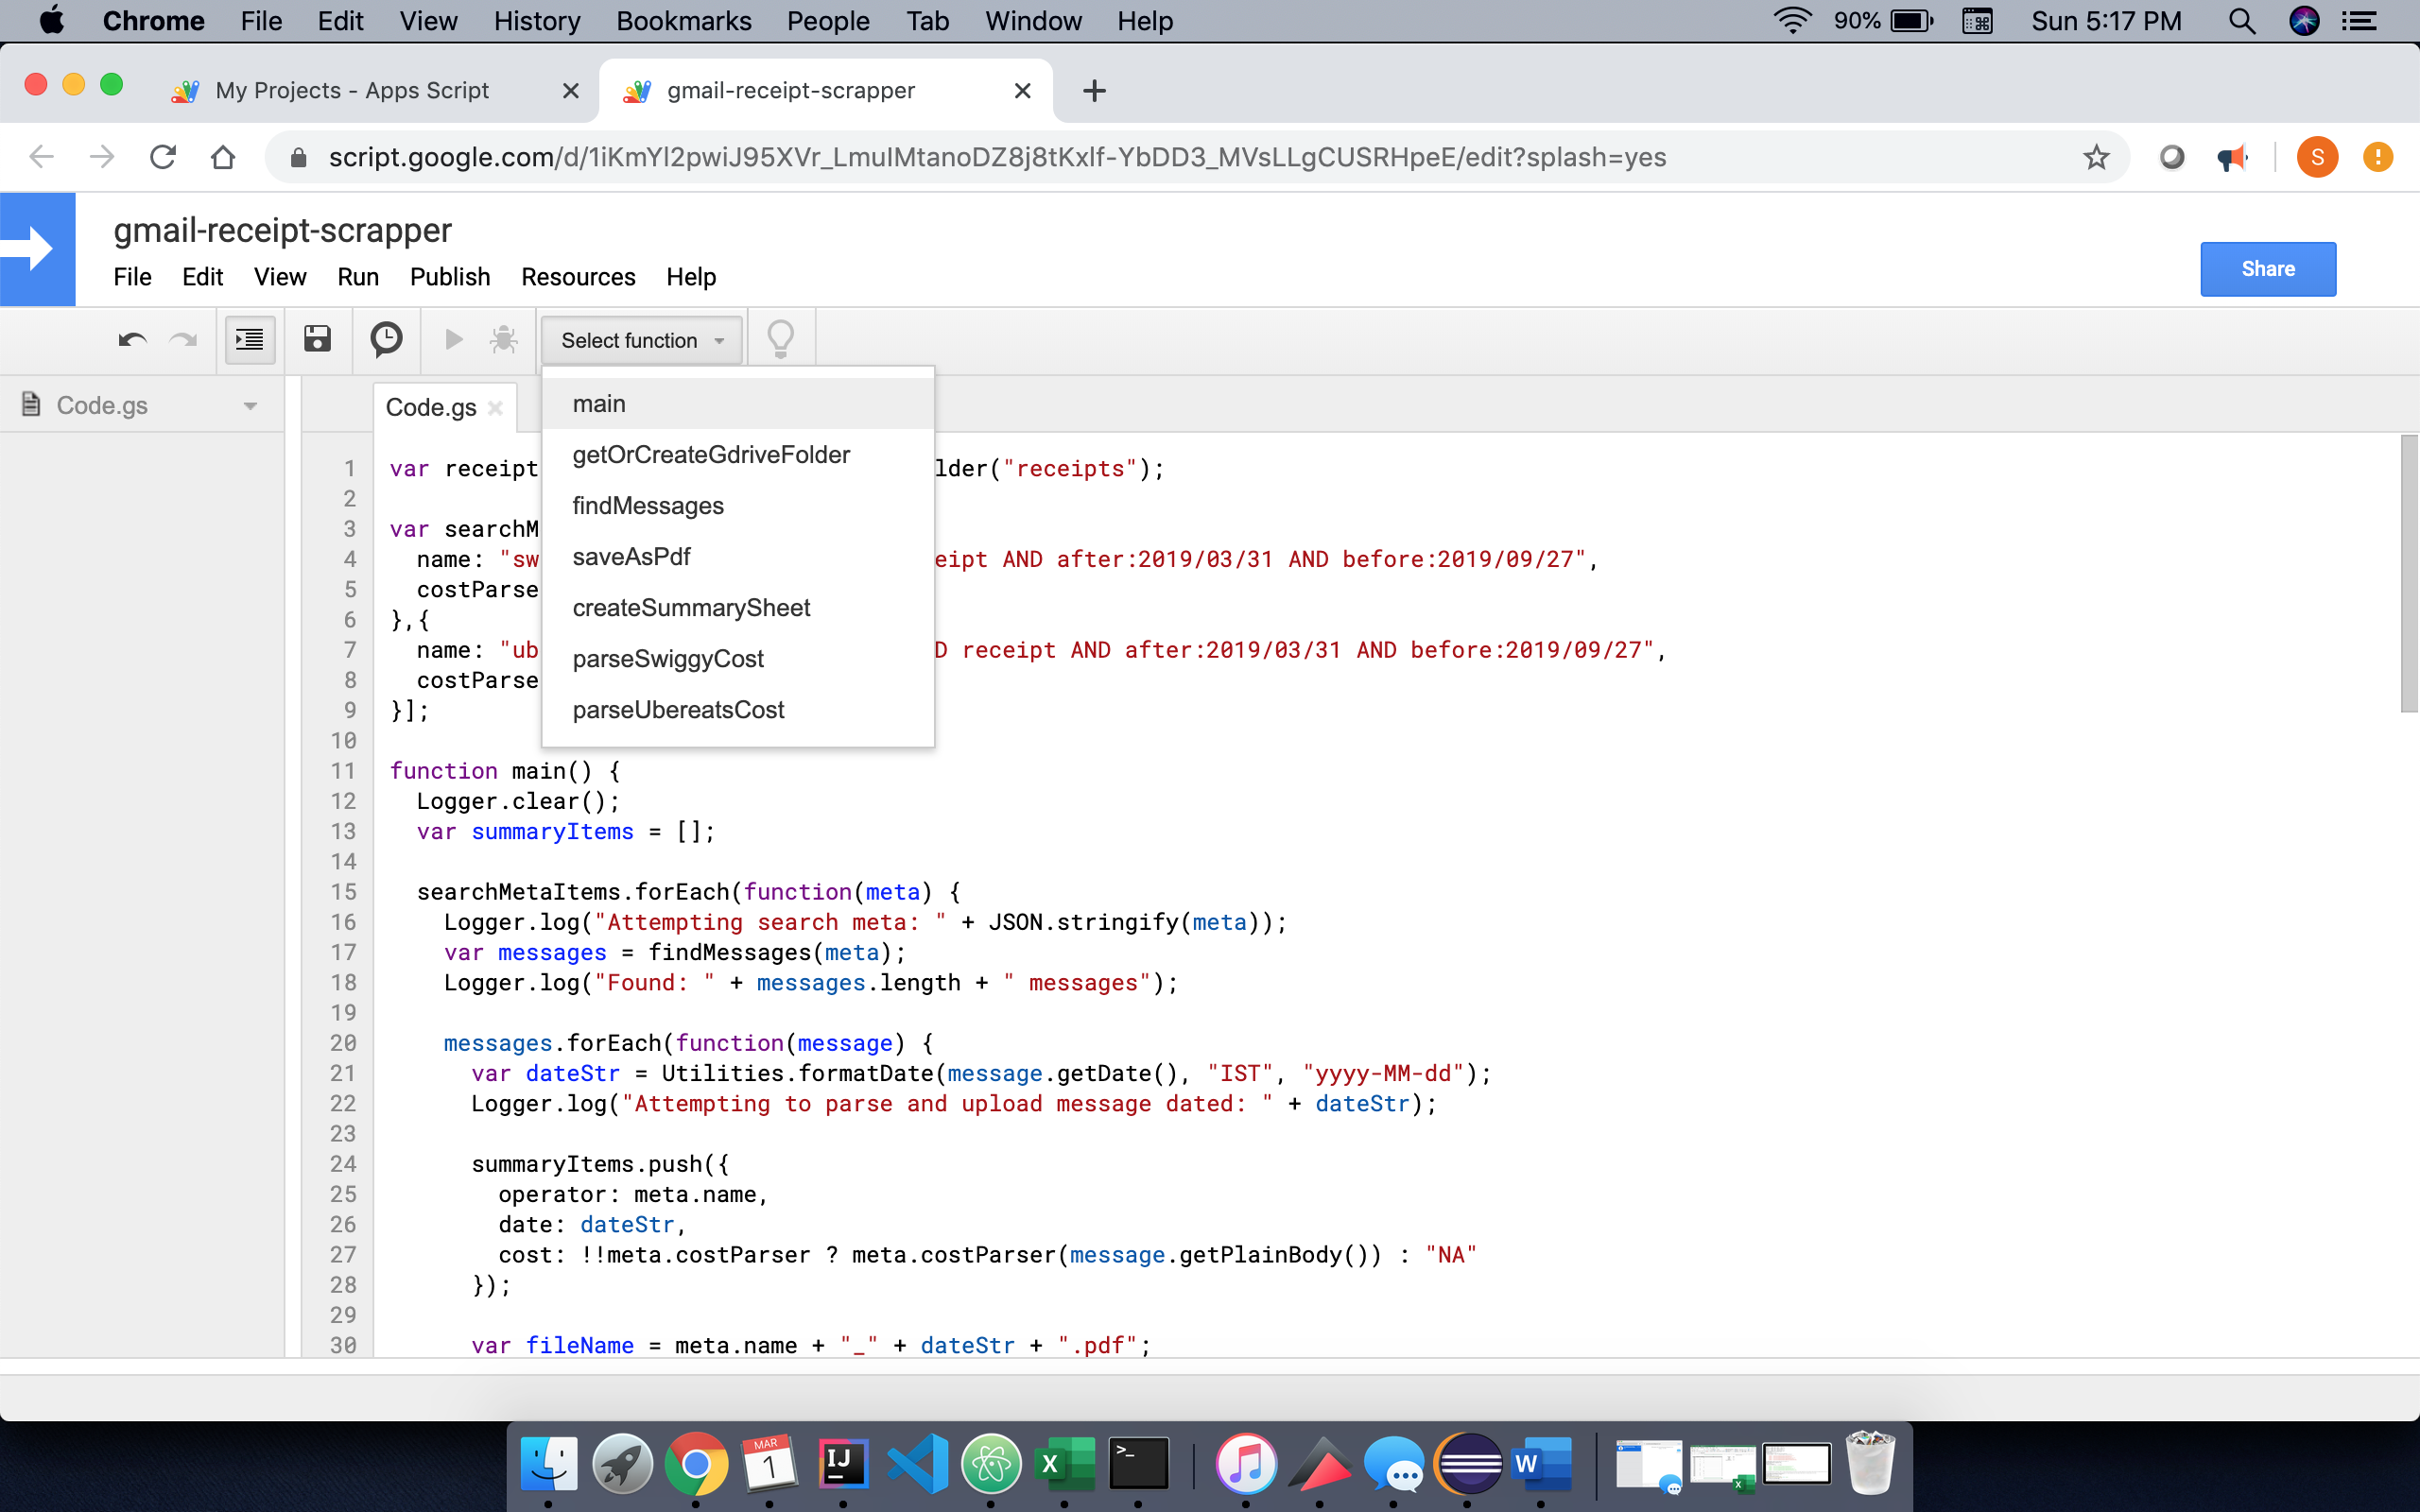 Chrome File Edit View History Bookmarks People Tab Window Help 90% Sun 5:17 PM
My Projects - Apps Script gmail-receipt-scrapper
script.google.com/d/1iKmYl2pwiJ95XVr_LmulMtanoDZ8j8tKxlf-YbDD3_MVsLLgCUSRHpeE/edit?splash=yes S
gmail-receipt-scrapper
File Edit View Run Publish Resources Help
Share
Select function
Code.gs
Code.gs
main
getOrCreateGdriveFolder
findMessages
saveAsPdf
createSummarySheet
parseSwiggyCost
parseUbereatsCost
1 var receipt lder("receipts");
2
3 var searchM
4 name: "sw eipt AND after:2019/03/31 AND before:2019/09/27",
5 costParse
6 },{
7 name: "ub D receipt AND after:2019/03/31 AND before:2019/09/27",
8 costParse
9 }];
10
11 function main() {
12 Logger.clear();
13 var summaryItems = [];
14
15 searchMetaItems.forEach(function(meta) {
16 Logger.log("Attempting search meta: " + JSON.stringify(meta));
17 var messages = findMessages(meta);
18 Logger.log("Found: " + messages.length + " messages");
19
20 messages.forEach(function(message) {
21 var dateStr = Utilities.formatDate(message.getDate(), "IST", "yyyy-MM-dd");
22 Logger.log("Attempting to parse and upload message dated: " + dateStr);
23
24 summaryItems.push({
25 operator: meta.name,
26 date: dateStr,
27 cost: !!meta.costParser ? meta.costParser(message.getPlainBody()) : "NA"
28 });
29
30 var fileName = meta.name + "_" + dateStr + ".pdf";
MAR
1
IJ
X
>_
W